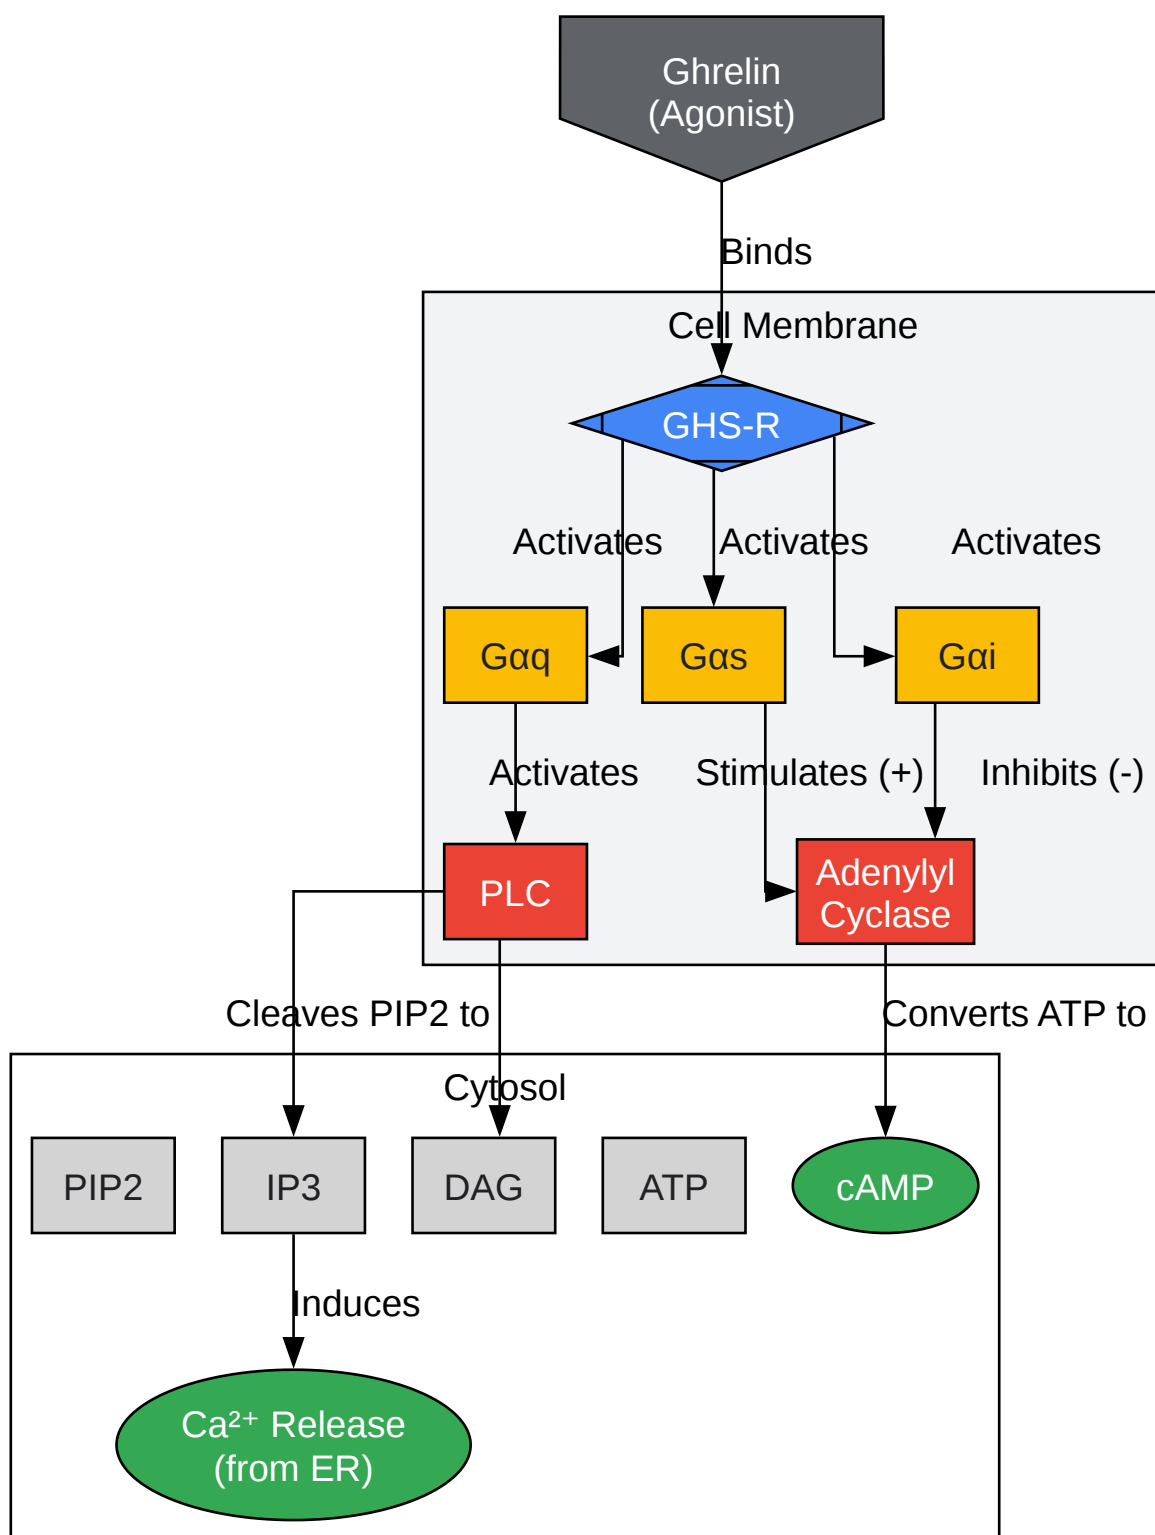 Ghrelin
(Agonist)
Binds
Cell Membrane
GHS-R
Activates
Activates
Activates
Gαq
Gαs
Gαi
Activates
Stimulates (+)
Inhibits (-)
PLC
Adenylyl
Cyclase
Cleaves PIP2 to
Converts ATP to
Cytosol
PIP2
IP3
DAG
ATP
cAMP
Induces
Ca²⁺ Release
(from ER)